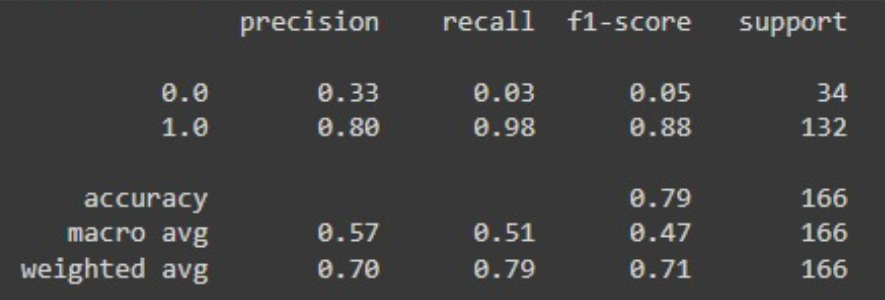 precision recall f1-score support
0.0 0.33 0.03 0.05 34
1.0 0.80 0.98 0.88 132
accuracy 0.79 166
macro avg 0.57 0.51 0.47 166
weighted avg 0.70 0.79 0.71 166